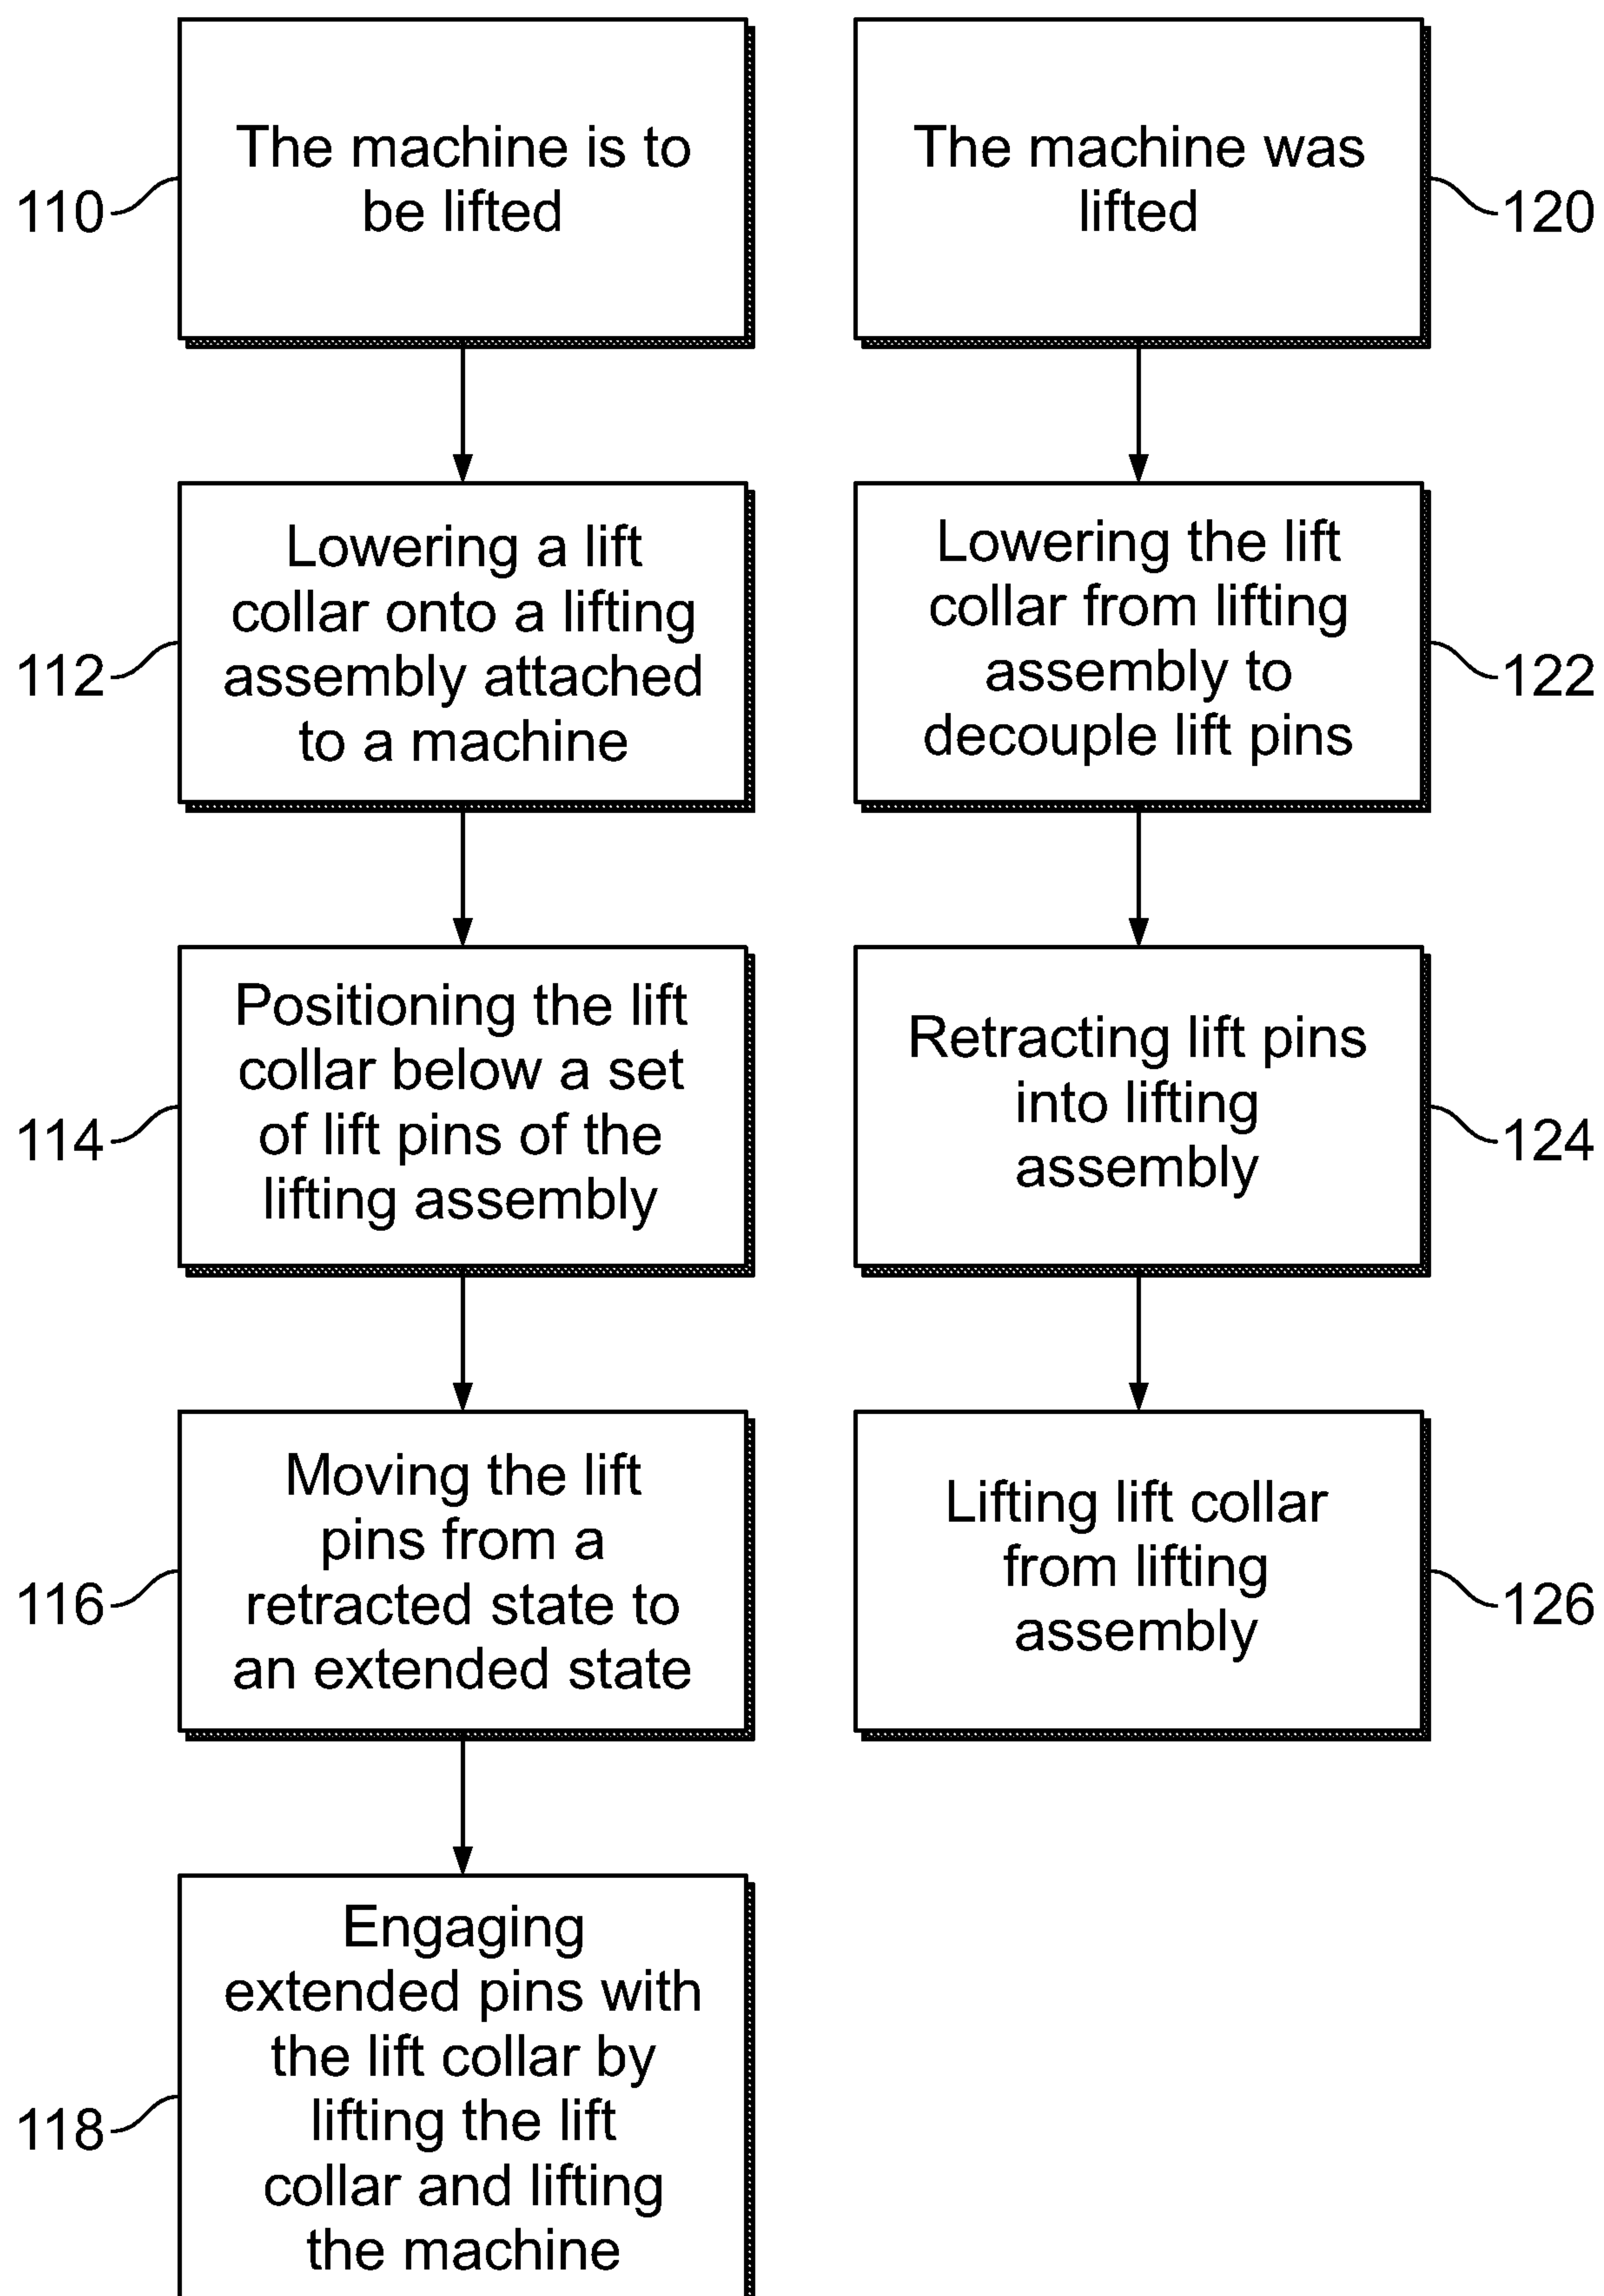 The machine is to
be lifted
110
Lowering a lift
collar onto a lifting
assembly attached
to a machine
112
Positioning the lift
collar below a set
of lift pins of the
lifting assembly
114
Moving the lift
pins from a
retracted state to
an extended state
116
Engaging
extended pins with
the lift collar by
lifting the lift
collar and lifting
the machine
118
The machine was
lifted
120
Lowering the lift
collar from lifting
assembly to
decouple lift pins
122
Retracting lift pins
into lifting
assembly
124
Lifting lift collar
from lifting
assembly
126